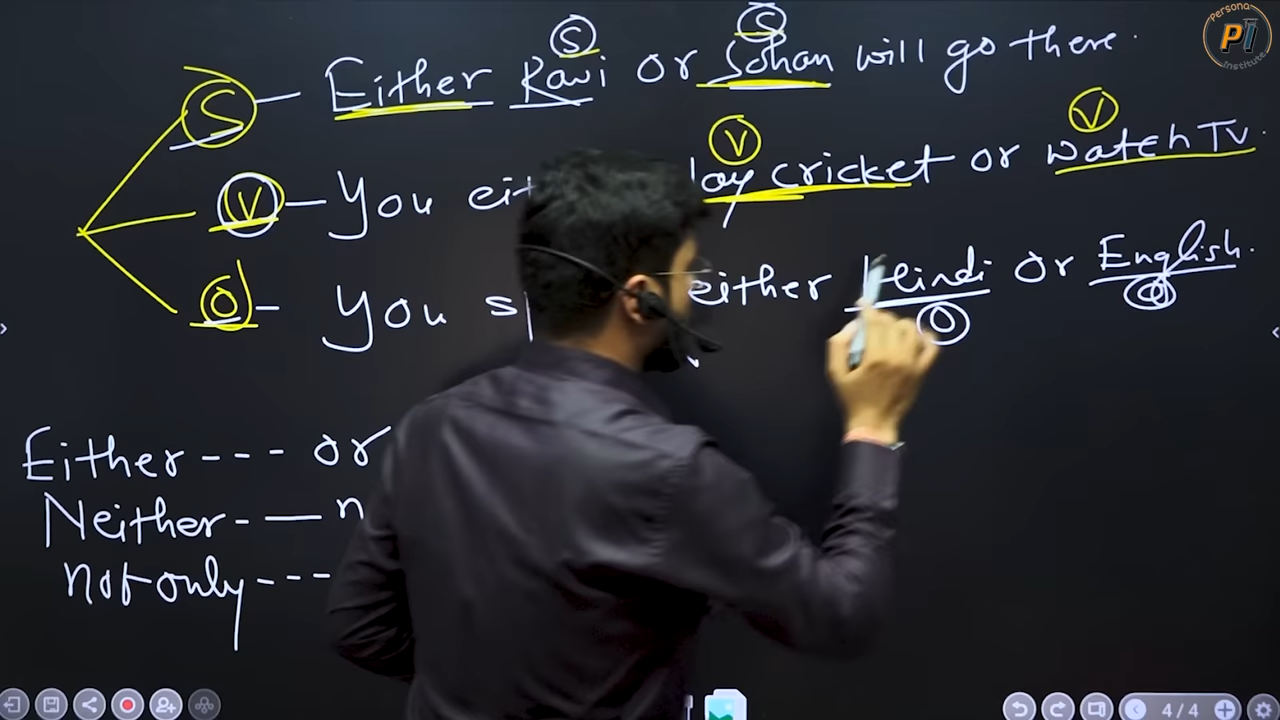 Persona
PI
Institute
S S
S — Either Ravi or Sohan will go there.
V V
V — You cricket or watch TV
O - You either Hindi or English.
O O
Either --- or
Neither - — n
not only ---
4/4